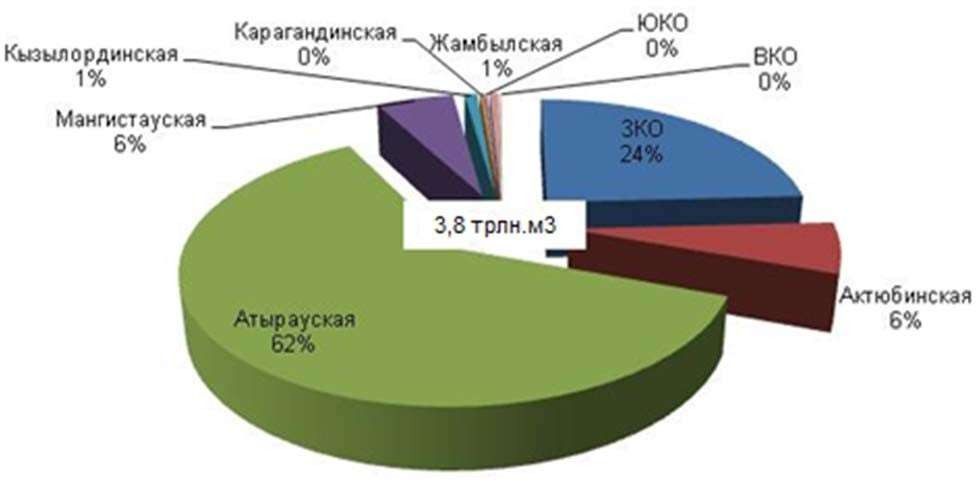 Карагандинская
0%
ЮКО
0%
Жамбылская
1%
Кызылординская
1%
ВКО
0%
Мангистауская
6%
ЗКО
24%
3,8 трлн.м3
Актюбинская
6%
Атырауская
62%